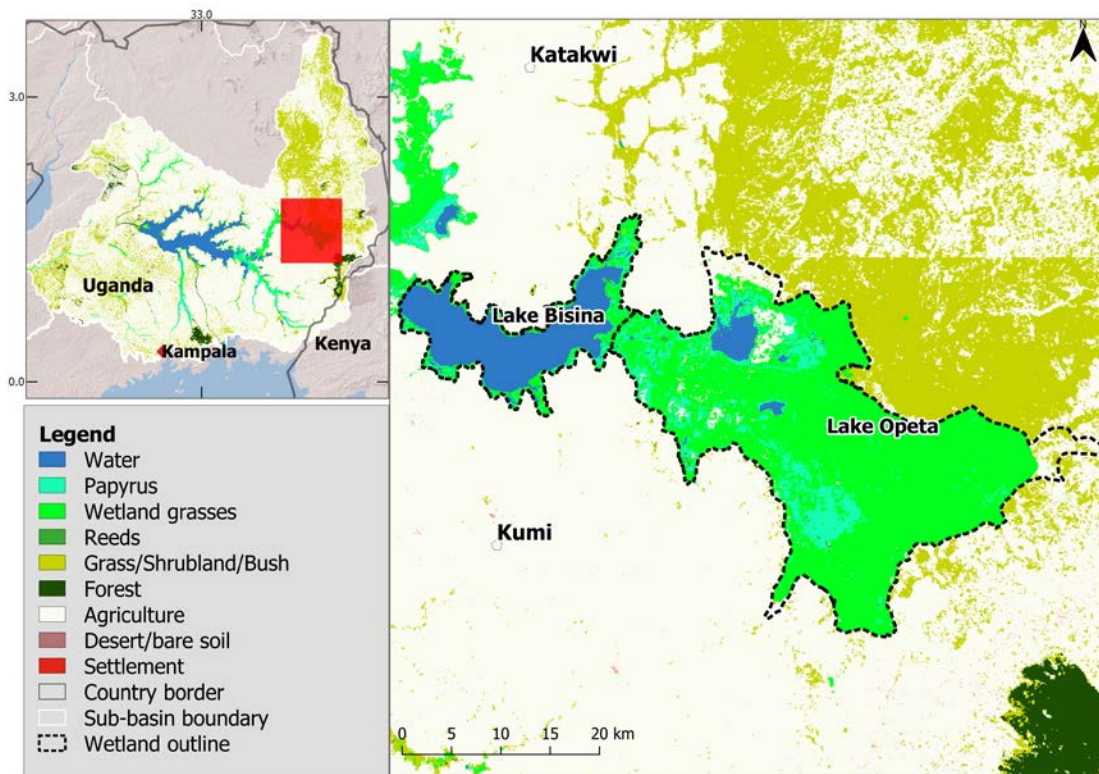 33.0
3.0
0.0
Uganda
Kampala
Kenya
N
Katakwi
Lake Bisina
Lake Opeta
Kumi
0 5 10 15 20 km
Legend
Water
Papyrus
Wetland grasses
Reeds
Grass/Shrubland/Bush
Forest
Agriculture
Desert/bare soil
Settlement
Country border
Sub-basin boundary
Wetland outline